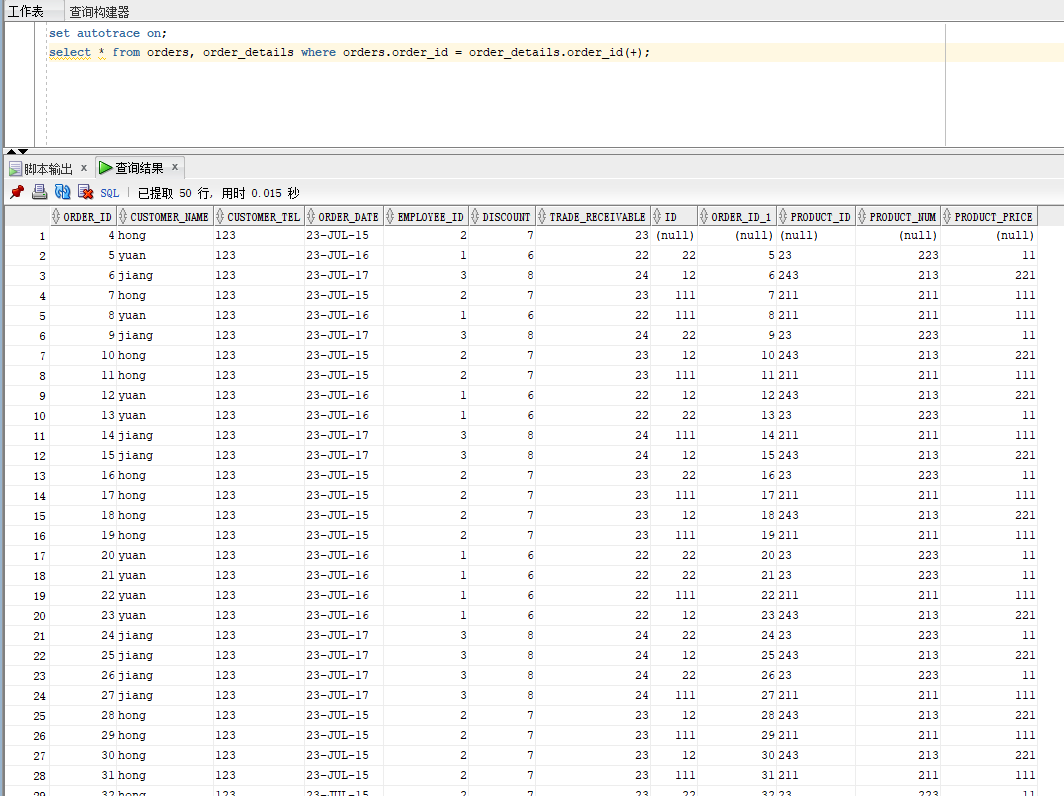 工作表 查询构建器
set autotrace on;
select * from orders, order_details where orders.order_id = order_details.order_id(+);
脚本输出 x 查询结果 x
SQL | 已提取 50 行, 用时 0.015 秒
ORDER_ID CUSTOMER_NAME CUSTOMER_TEL ORDER_DATE EMPLOYEE_ID DISCOUNT TRADE_RECEIVABLE ID ORDER_ID_1 PRODUCT_ID PRODUCT_NUM PRODUCT_PRICE
1 4 hong 123 23-JUL-15 2 7 23 (null) (null) (null) (null) (null)
2 5 yuan 123 23-JUL-16 1 6 22 22 5 23 223 11
3 6 jiang 123 23-JUL-17 3 8 24 12 6 243 213 221
4 7 hong 123 23-JUL-15 2 7 23 111 7 211 211 111
5 8 yuan 123 23-JUL-16 1 6 22 111 8 211 211 111
6 9 jiang 123 23-JUL-17 3 8 24 22 9 23 223 11
7 10 hong 123 23-JUL-15 2 7 23 12 10 243 213 221
8 11 hong 123 23-JUL-15 2 7 23 111 11 211 211 111
9 12 yuan 123 23-JUL-16 1 6 22 12 12 243 213 221
10 13 yuan 123 23-JUL-16 1 6 22 22 13 23 223 11
11 14 jiang 123 23-JUL-17 3 8 24 111 14 211 211 111
12 15 jiang 123 23-JUL-17 3 8 24 12 15 243 213 221
13 16 hong 123 23-JUL-15 2 7 23 22 16 23 223 11
14 17 hong 123 23-JUL-15 2 7 23 111 17 211 211 111
15 18 hong 123 23-JUL-15 2 7 23 12 18 243 213 221
16 19 hong 123 23-JUL-15 2 7 23 111 19 211 211 111
17 20 yuan 123 23-JUL-16 1 6 22 22 20 23 223 11
18 21 yuan 123 23-JUL-16 1 6 22 22 21 23 223 11
19 22 yuan 123 23-JUL-16 1 6 22 111 22 211 211 111
20 23 yuan 123 23-JUL-16 1 6 22 12 23 243 213 221
21 24 jiang 123 23-JUL-17 3 8 24 22 24 23 223 11
22 25 jiang 123 23-JUL-17 3 8 24 12 25 243 213 221
23 26 jiang 123 23-JUL-17 3 8 24 22 26 23 223 11
24 27 jiang 123 23-JUL-17 3 8 24 111 27 211 211 111
25 28 hong 123 23-JUL-15 2 7 23 12 28 243 213 221
26 29 hong 123 23-JUL-15 2 7 23 111 29 211 211 111
27 30 hong 123 23-JUL-15 2 7 23 12 30 243 213 221
28 31 hong 123 23-JUL-15 2 7 23 111 31 211 211 111
29 32 hong 123 23-JUL-15 2 7 23 22 32 23 223 11